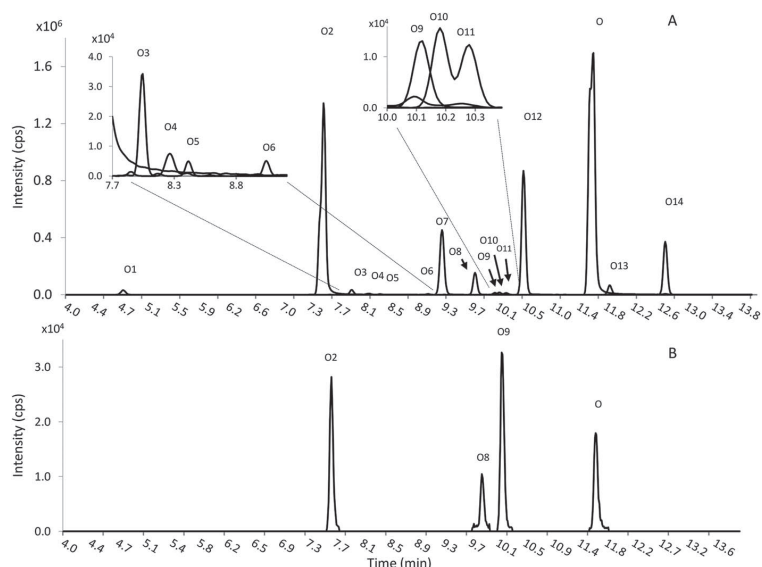 O2
O
A
x10⁶
x10⁴
O3
x10⁴
O9
O10
O11
4.0
3.0
2.0
1.0
0.0
O4
O5
O6
7.7
8.3
8.8
1.0
0.0
10.0
10.1
10.2
10.3
O12
Intensity (cps)
1.6
1.2
0.8
0.4
0.0
O1
O3
O4
O5
O6
O7
O8
O9
O10
O11
O13
O14
4.0 4.3 4.7 5.1 5.5 5.8 6.2 6.6 7.0 7.3 7.7 8.1 8.5 8.9 9.3 9.7 10.1 10.5 11.0 11.4 11.8 12.2 12.6 13.0 13.4 13.8
x10⁴
B
Intensity (cps)
3.0
2.0
1.0
0.0
O2
O8
O9
O
4.0 4.3 4.7 5.1 5.4 5.8 6.2 6.6 6.9 7.3 7.7 8.1 8.5 8.9 9.3 9.7 10.1 10.5 10.9 11.4 11.8 12.2 12.7 13.2 13.6
Time (min)